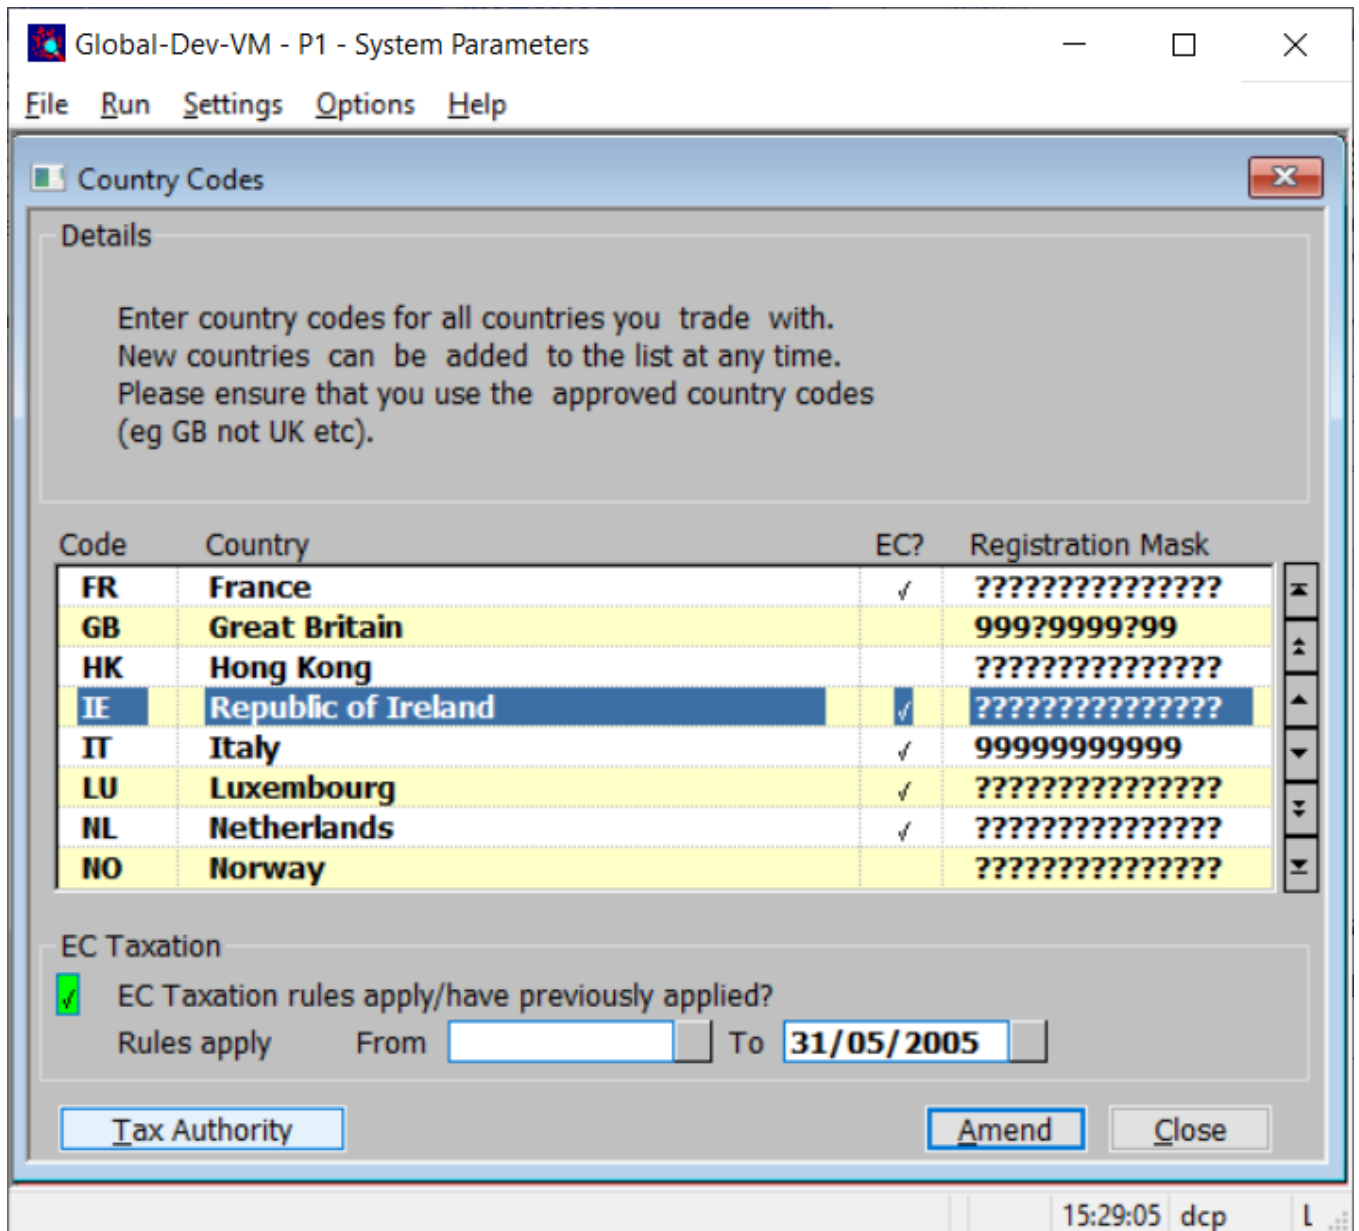 Global-Dev-VM - P1 - System Parameters
File Run Settings Options Help
Country Codes
Details
Enter country codes for all countries you trade with.
New countries can be added to the list at any time.
Please ensure that you use the approved country codes
(eg GB not UK etc).
Code Country EC? Registration Mask
FR France √ ???????????????
GB Great Britain 999?9999?99
HK Hong Kong ???????????????
IE Republic of Ireland √ ???????????????
IT Italy √ 99999999999
LU Luxembourg √ ???????????????
NL Netherlands √ ???????????????
NO Norway ???????????????
EC Taxation
√ EC Taxation rules apply/have previously applied?
Rules apply From To 31/05/2005
Tax Authority Amend Close
15:29:05 dcp L